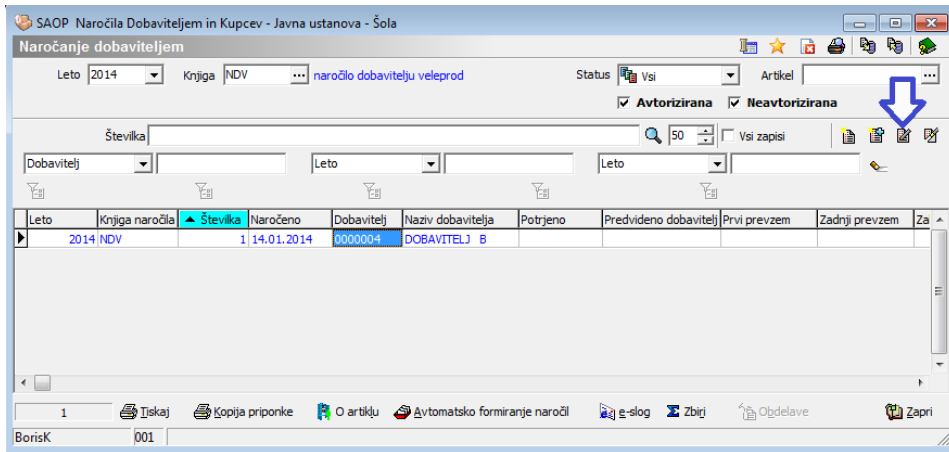 SAOP Naročila Dobaviteljem in Kupcev - Javna ustanova - Šola
Naročanje dobaviteljem
Leto 2014 Knjiga NDV ... naročilo dobavitelju veleprod Status Vsi Artikel ...
Avtorizirana Neavtorizirana
Številka 50 Vsi zapisi
Dobavitelj Leto Leto
Leto Knjiga naročila Številka Naročeno Dobavitelj Naziv dobavitelja Potrjeno Predvideno dobavitelj Prvi prevzem Zadnji prevzem Za
2014 NDV 1 14.01.2014 0000004 DOBAVITELJ B
1 Tiskaj Kopija priponke O artiklu Avtomatsko formiranje naročil e-slog Zbiri Obdelave Zapri
BorisK 001